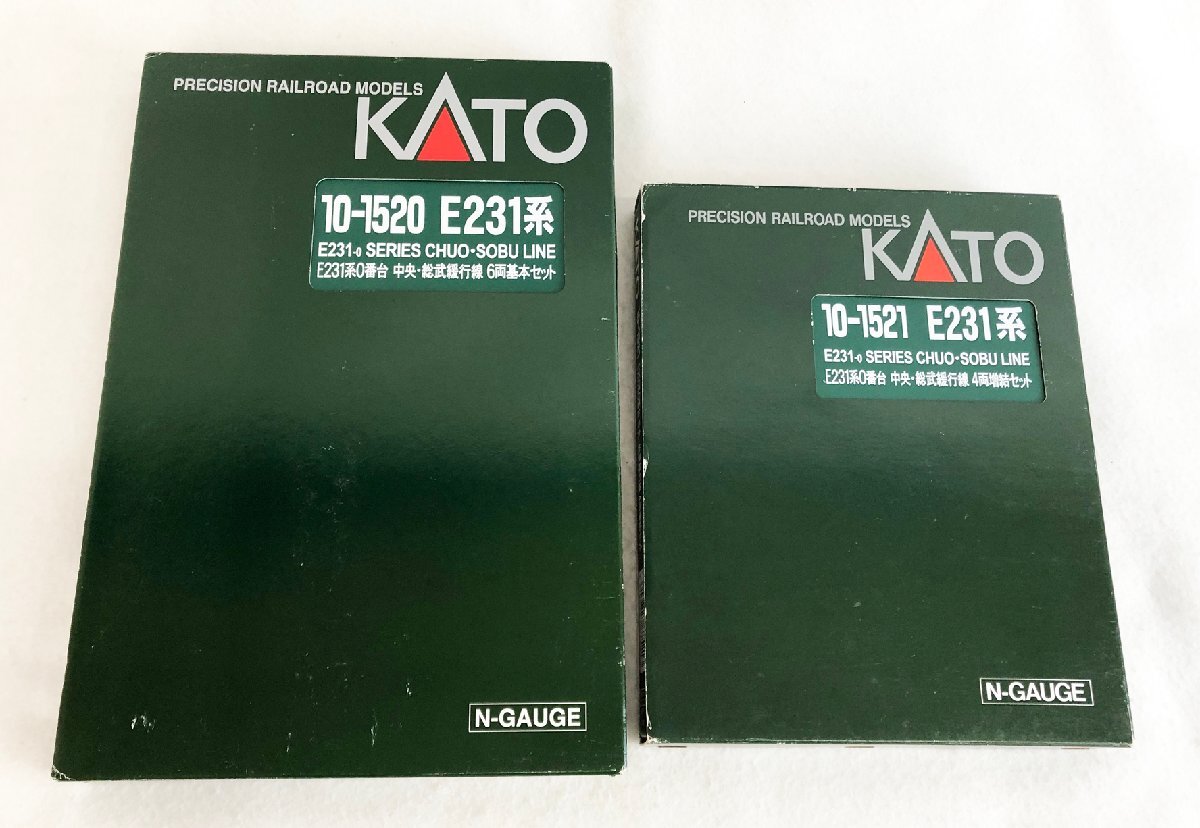 PRECISION RAILROAD MODELS
KATO
10-1520 E231系
E231-0 SERIES CHUO・SOBU LINE
E231系0番台 中央・総武緩行線 6両基本セット
N-GAUGE
PRECISION RAILROAD MODELS
KATO
10-1521 E231系
E231-0 SERIES CHUO・SOBU LINE
E231系0番台 中央・総武緩行線 4両増結セット
N-GAUGE